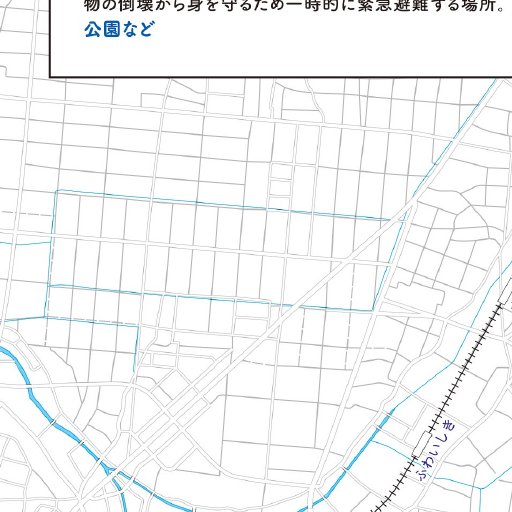 物の倒壊から身を守るため一時的に緊急避難する場所。
公園など
ふわいしき